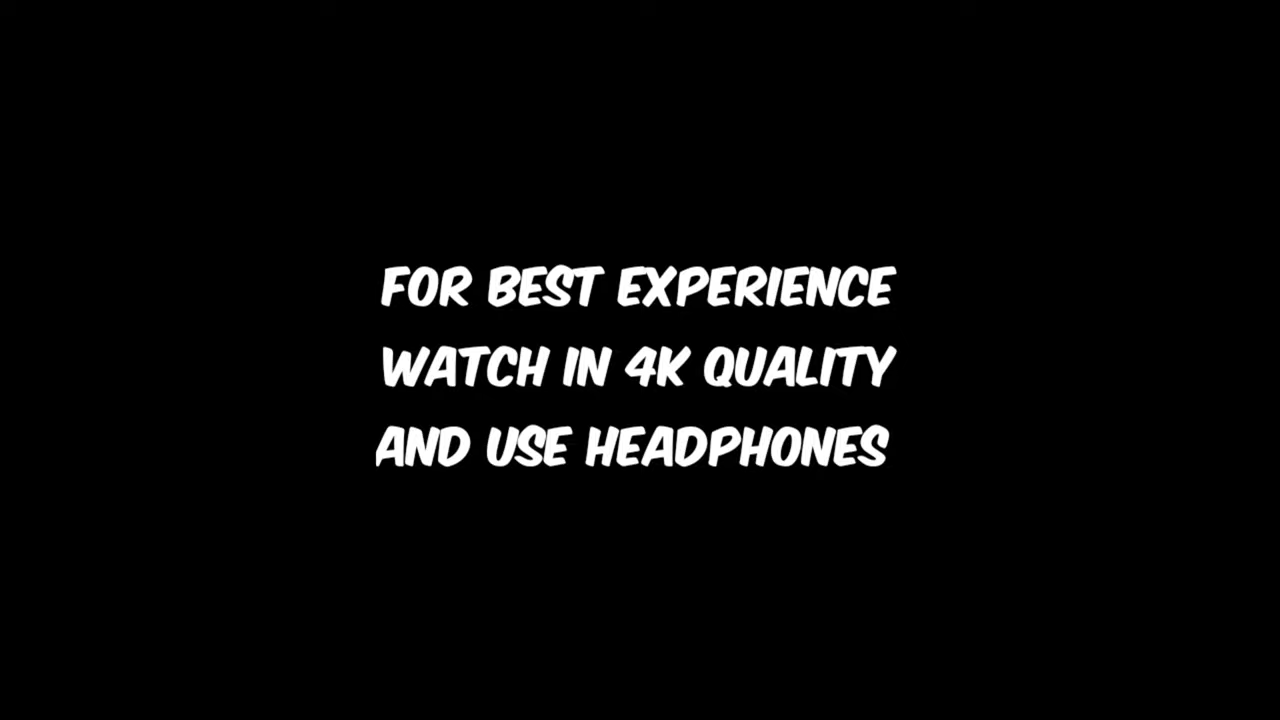 FOR BEST EXPERIENCE
WATCH IN 4K QUALITY
AND USE HEADPHONES